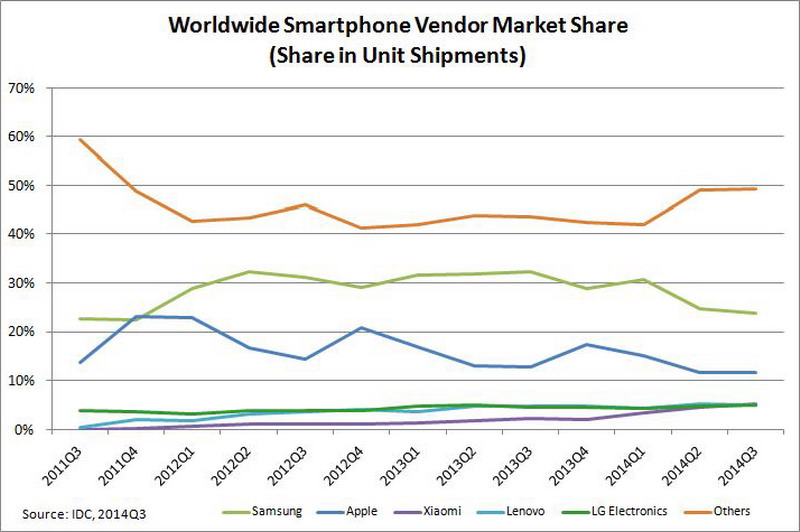 Worldwide Smartphone Vendor Market Share
(Share in Unit Shipments)
70%
60%
50%
40%
30%
20%
10%
0%
2011Q3
2011Q4
2012Q1
2012Q2
2012Q3
2012Q4
2013Q1
2013Q2
2013Q3
2013Q4
2014Q1
2014Q2
2014Q3
Source: IDC, 2014Q3
Samsung
Apple
Xiaomi
Lenovo
LG Electronics
Others